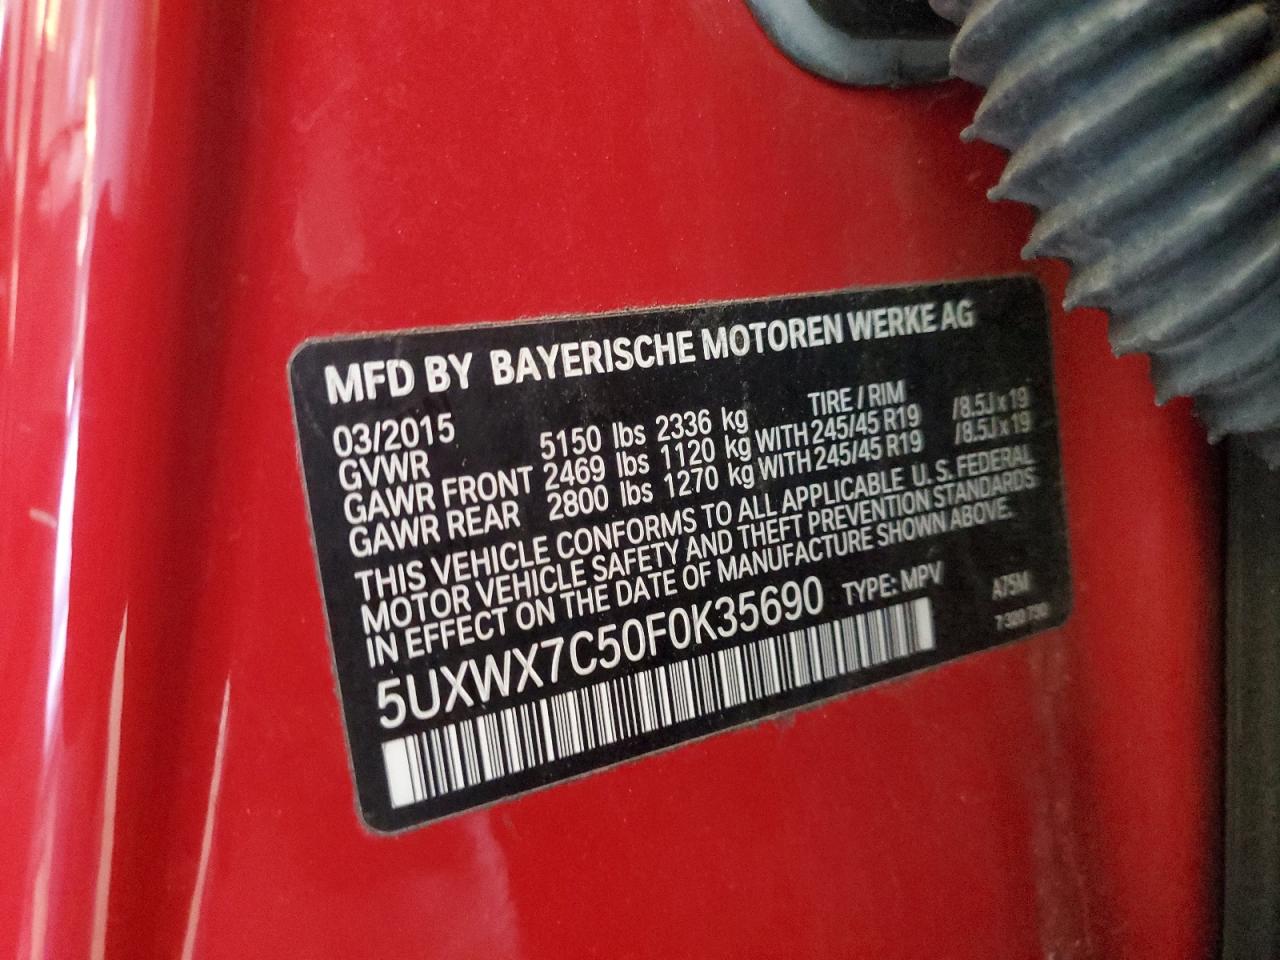 MFD BY BAYERISCHE MOTOREN WERKE AG
03/2015 TIRE / RIM
GVWR 5150 lbs 2336 kg
GAWR FRONT 2469 lbs 1120 kg WITH 245/45 R19 /8.5J x 19
GAWR REAR 2800 lbs 1270 kg WITH 245/45 R19 /8.5J x 19
THIS VEHICLE CONFORMS TO ALL APPLICABLE U. S. FEDERAL
MOTOR VEHICLE SAFETY AND THEFT PREVENTION STANDARDS
IN EFFECT ON THE DATE OF MANUFACTURE SHOWN ABOVE.
5UXWX7C50F0K35690 TYPE: MPV A75M